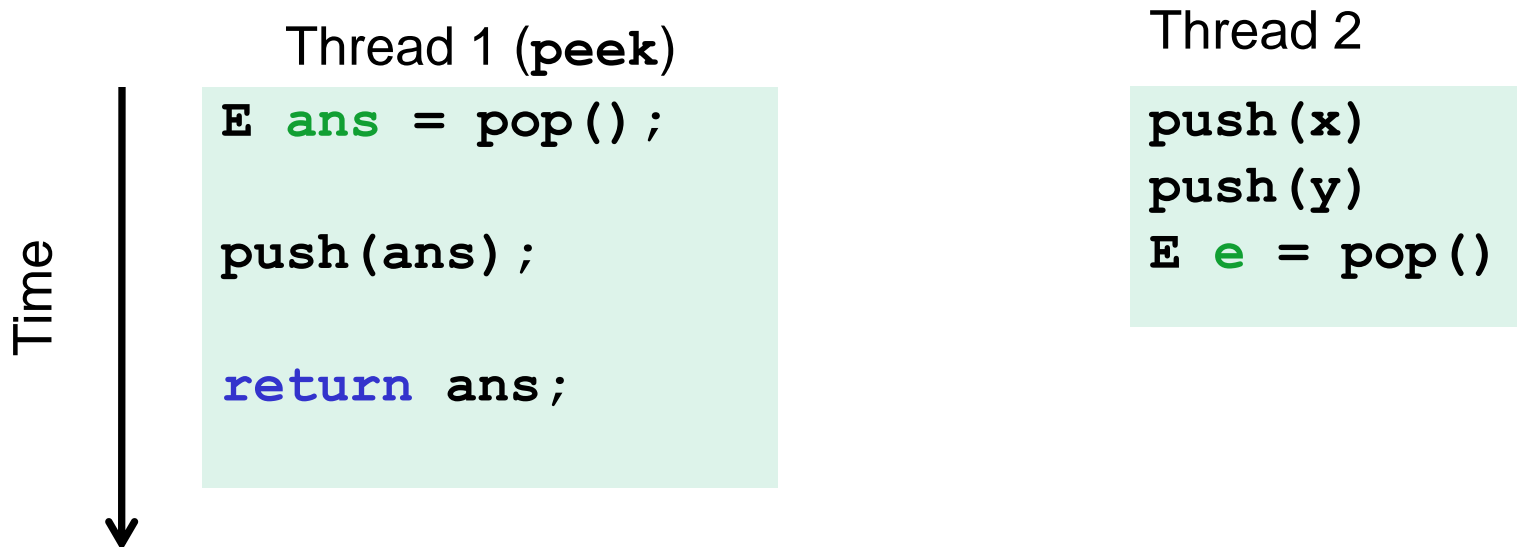 Thread 1 (peek)
E ans = pop();
push(ans);
return ans;
Time
Thread 2
push(x)
push(y)
E e = pop()